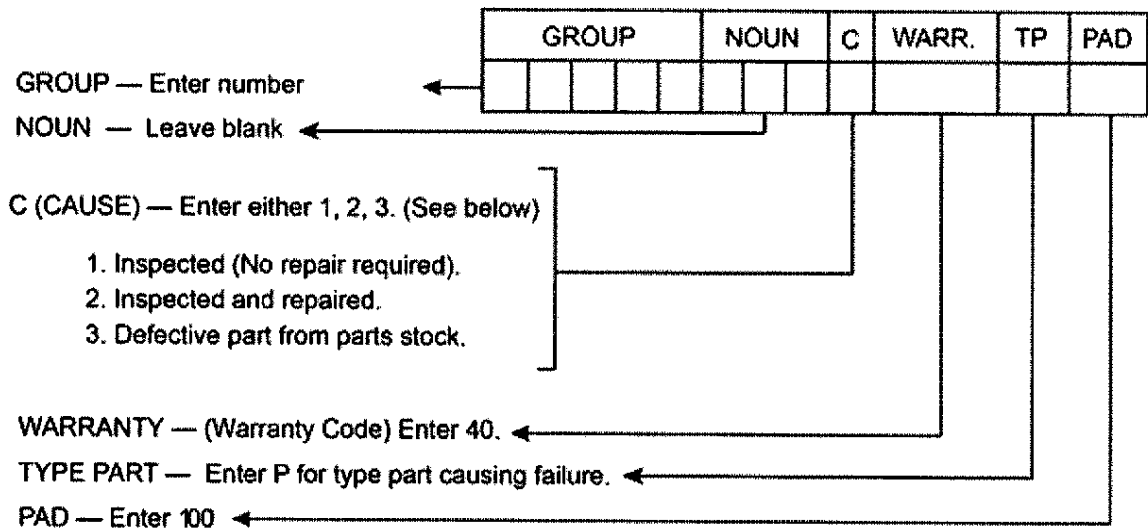 GROUP NOUN C WARR. TP PAD
GROUP — Enter number
NOUN — Leave blank
C (CAUSE) — Enter either 1, 2, 3. (See below)
1. Inspected (No repair required).
2. Inspected and repaired.
3. Defective part from parts stock.
WARRANTY — (Warranty Code) Enter 40.
TYPE PART — Enter P for type part causing failure.
PAD — Enter 100